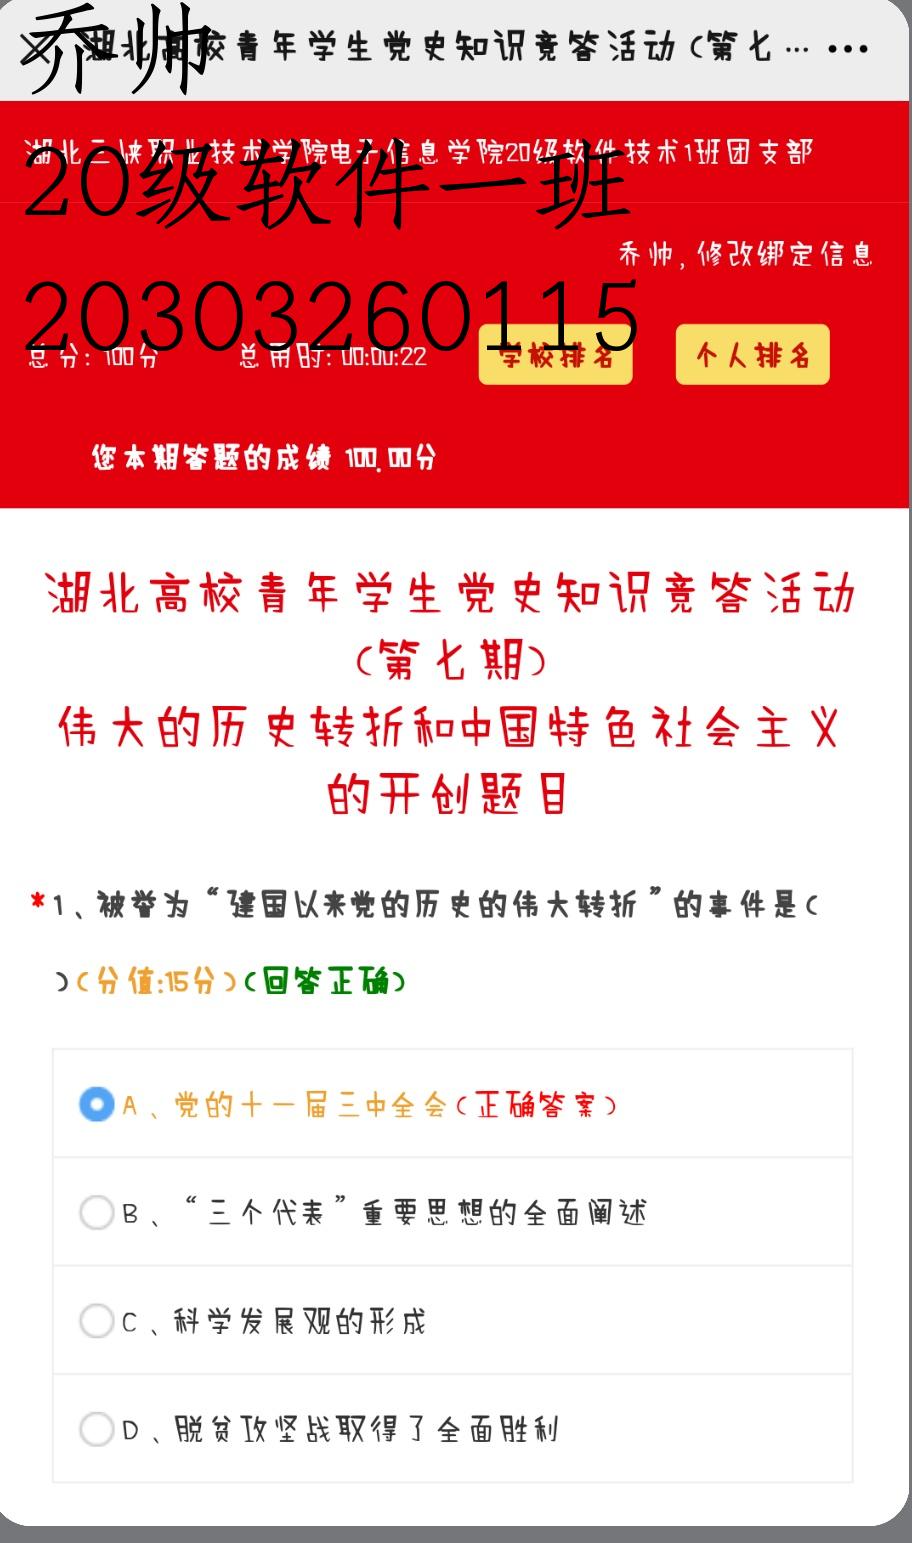 乔帅
湖北高校青年学生党史知识竞答活动（第七…
湖北三峡职业技术学院电子信息学院20级软件技术1班团支部
20级软件一班
乔帅，修改绑定信息
20303260115
总分：100分 总用时：00:00:22 学校排名 个人排名
您本期答题的成绩 100.00分
湖北高校青年学生党史知识竞答活动
（第七期）
伟大的历史转折和中国特色社会主义
的开创题目
*1、被誉为“建国以来党的历史的伟大转折”的事件是（
）（分值:15分）（回答正确）
A、党的十一届三中全会（正确答案）
B、“三个代表”重要思想的全面阐述
C、科学发展观的形成
D、脱贫攻坚战取得了全面胜利